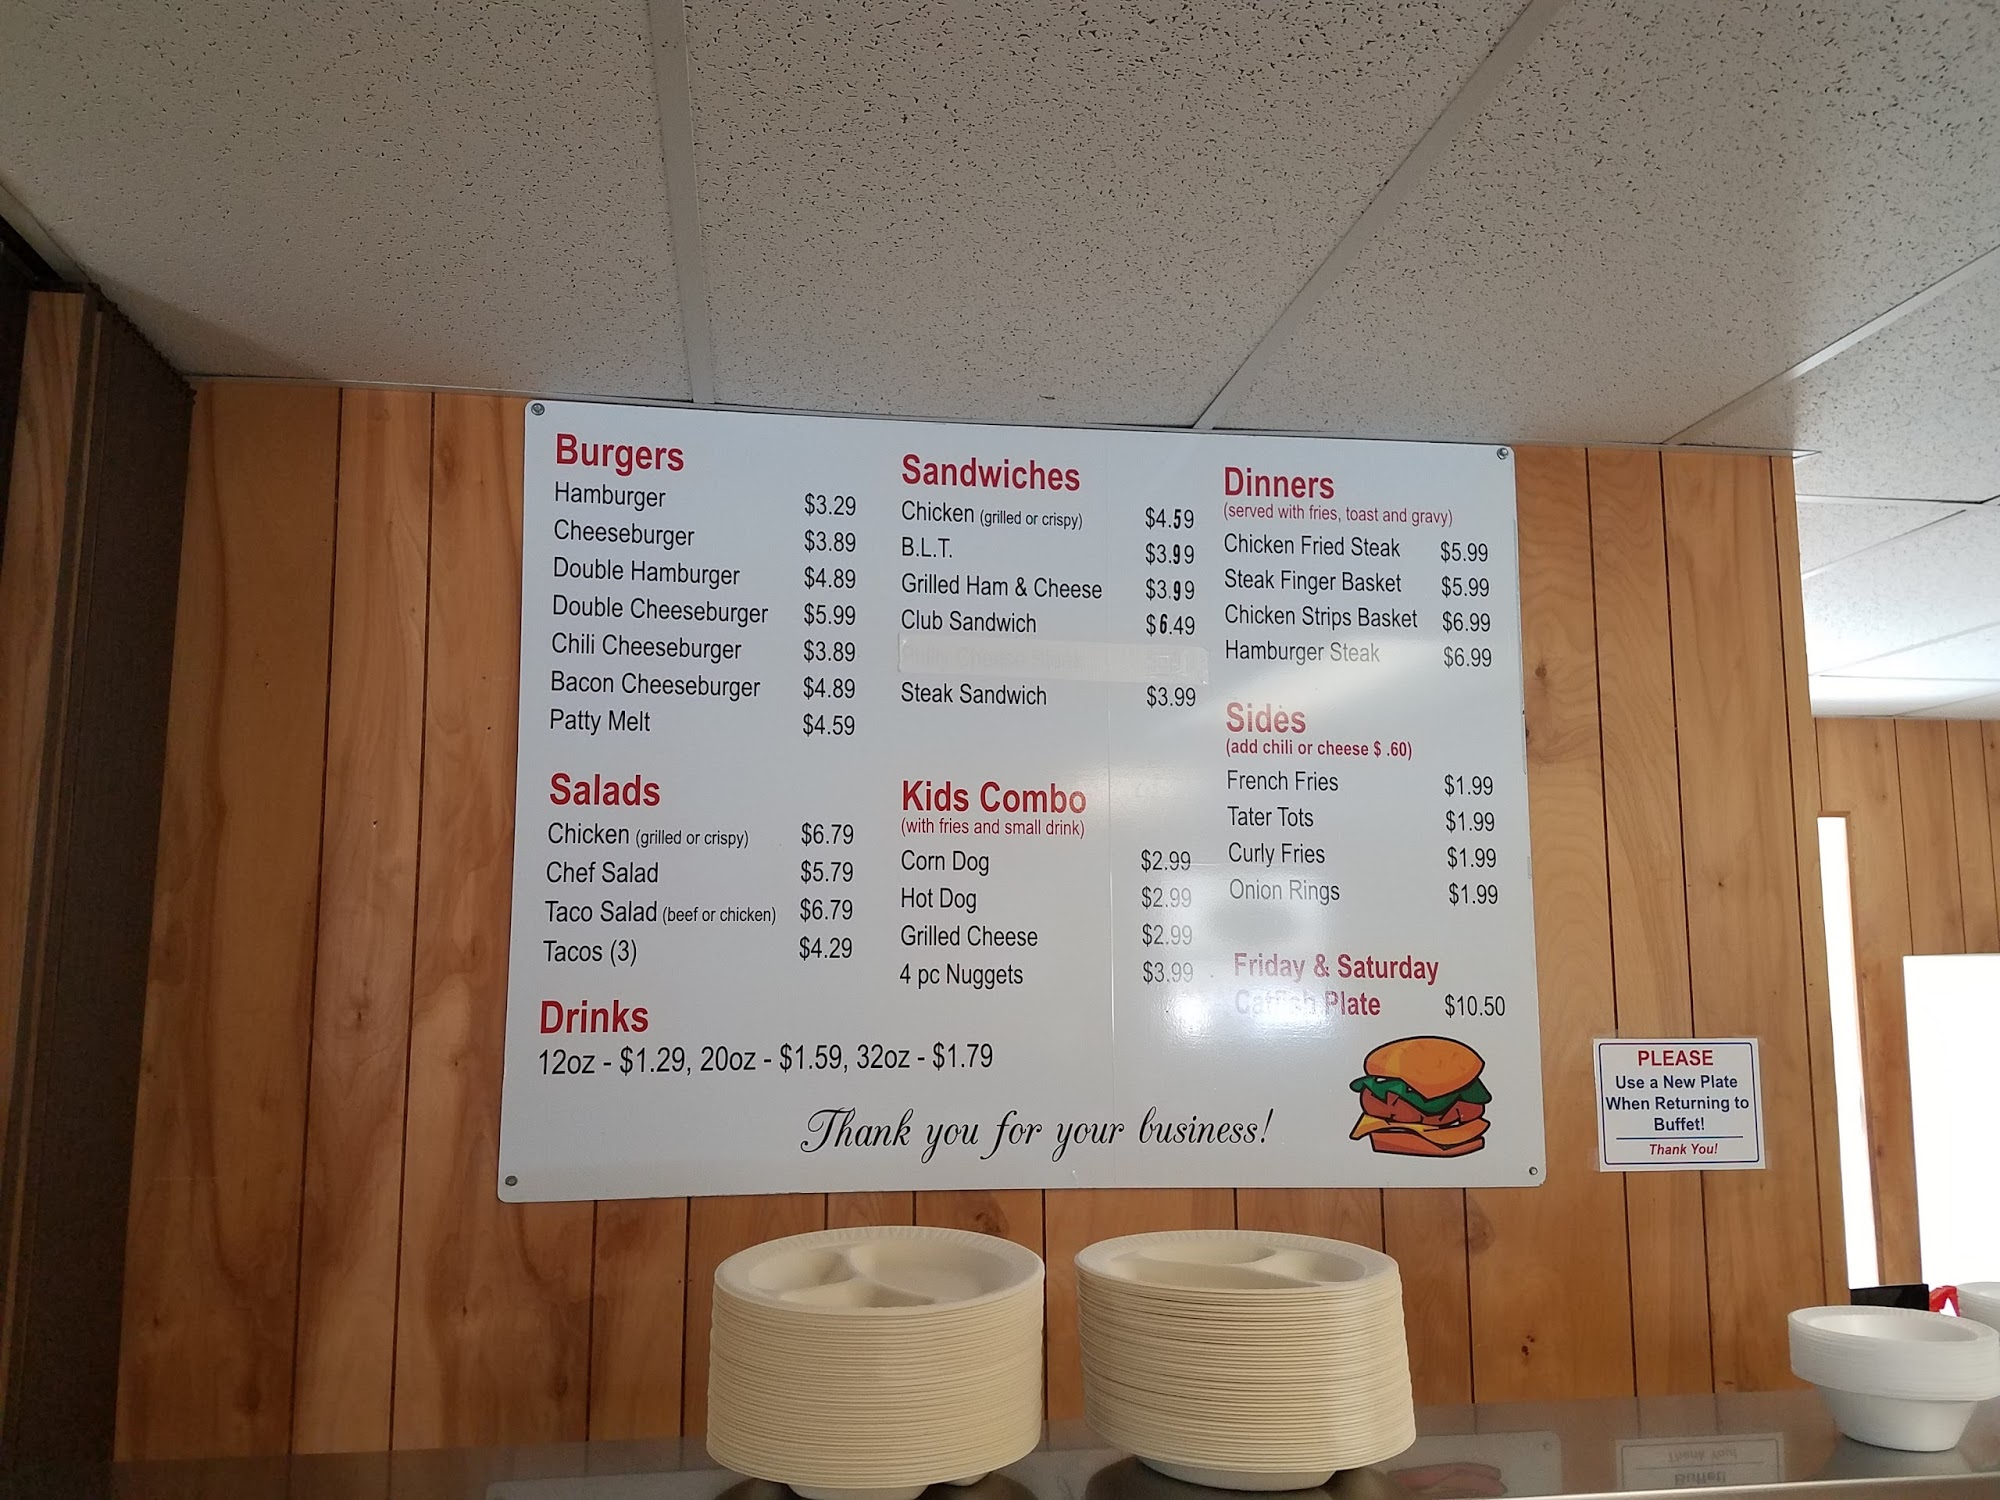 Burgers
Hamburger $3.29
Cheeseburger $3.89
Double Hamburger $4.89
Double Cheeseburger $5.99
Chili Cheeseburger $3.89
Bacon Cheeseburger $4.89
Patty Melt $4.59
Salads
Chicken (grilled or crispy) $6.79
Chef Salad $5.79
Taco Salad (beef or chicken) $6.79
Tacos (3) $4.29
Drinks
12oz - $1.29, 20oz - $1.59, 32oz - $1.79
Sandwiches
Chicken (grilled or crispy) $4.59
B.L.T. $3.99
Grilled Ham & Cheese $3.99
Club Sandwich $6.49
Steak Sandwich $3.99
Kids Combo
(with fries and small drink)
Corn Dog $2.99
Hot Dog $2.99
Grilled Cheese $2.99
4 pc Nuggets $3.99
Dinners
(served with fries, toast and gravy)
Chicken Fried Steak $5.99
Steak Finger Basket $5.99
Chicken Strips Basket $6.99
Hamburger Steak $6.99
Sides
(add chili or cheese $ .60)
French Fries $1.99
Tater Tots $1.99
Curly Fries $1.99
Onion Rings $1.99
Friday & Saturday
Catfish Plate $10.50
Thank you for your business!
PLEASE
Use a New Plate
When Returning to
Buffet!
Thank You!